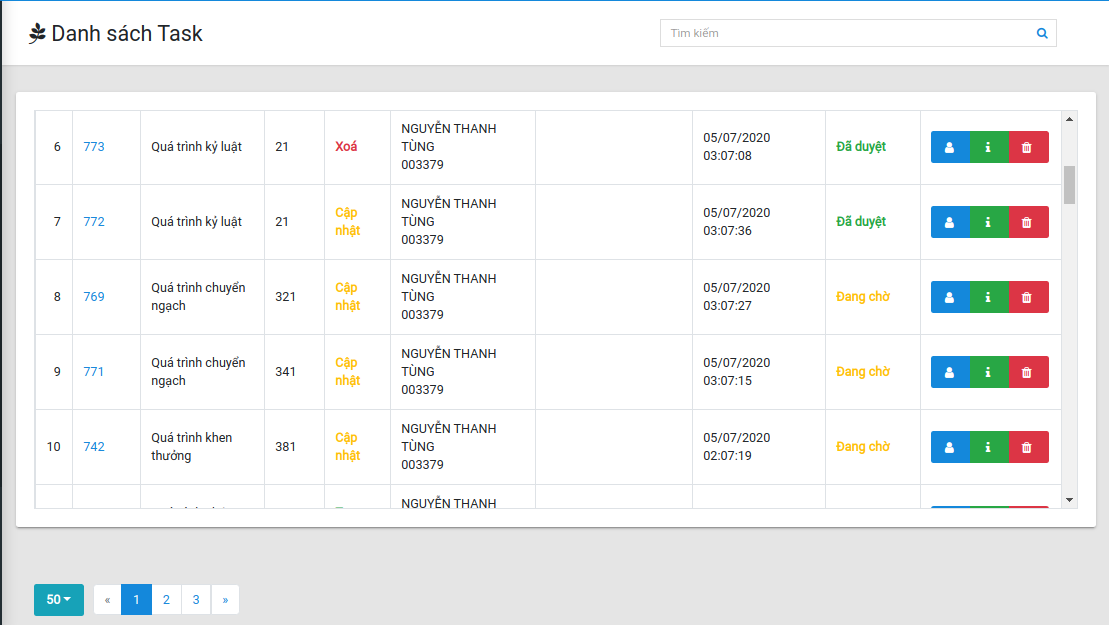 Danh sách Task
Tìm kiếm
6 773 Quá trình kỷ luật 21 Xoá NGUYỄN THANH TÙNG 003379 05/07/2020 03:07:08 Đã duyệt
7 772 Quá trình kỷ luật 21 Cập nhật NGUYỄN THANH TÙNG 003379 05/07/2020 03:07:36 Đã duyệt
8 769 Quá trình chuyển ngạch 321 Cập nhật NGUYỄN THANH TÙNG 003379 05/07/2020 03:07:27 Đang chờ
9 771 Quá trình chuyển ngạch 341 Cập nhật NGUYỄN THANH TÙNG 003379 05/07/2020 03:07:15 Đang chờ
10 742 Quá trình khen thưởng 381 Cập nhật NGUYỄN THANH TÙNG 003379 05/07/2020 02:07:19 Đang chờ
NGUYỄN THANH
50 « 1 2 3 »